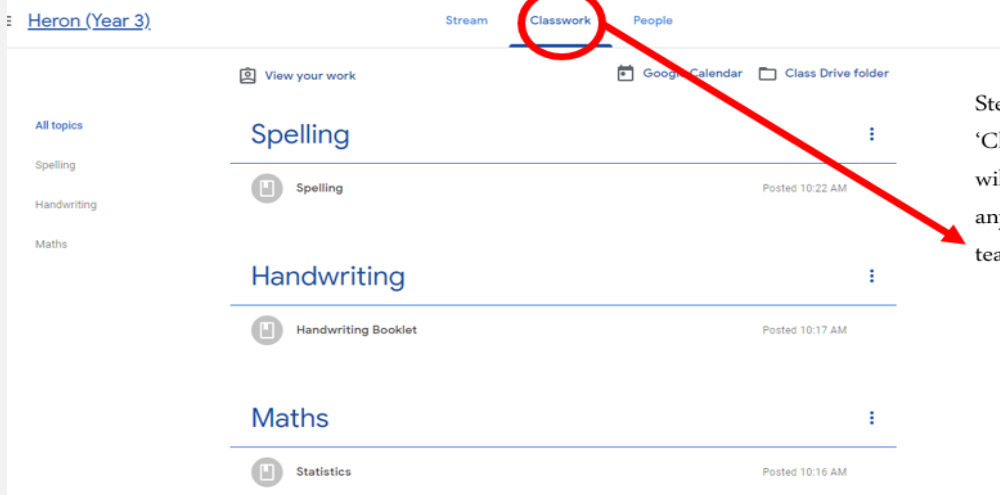 Heron (Year 3)
Stream Classwork People
View your work
Google Calendar Class Drive folder
All topics
Spelling
Handwriting
Maths
Spelling
Spelling Posted 10:22 AM
Handwriting
Handwriting Booklet Posted 10:17 AM
Maths
Statistics Posted 10:16 AM